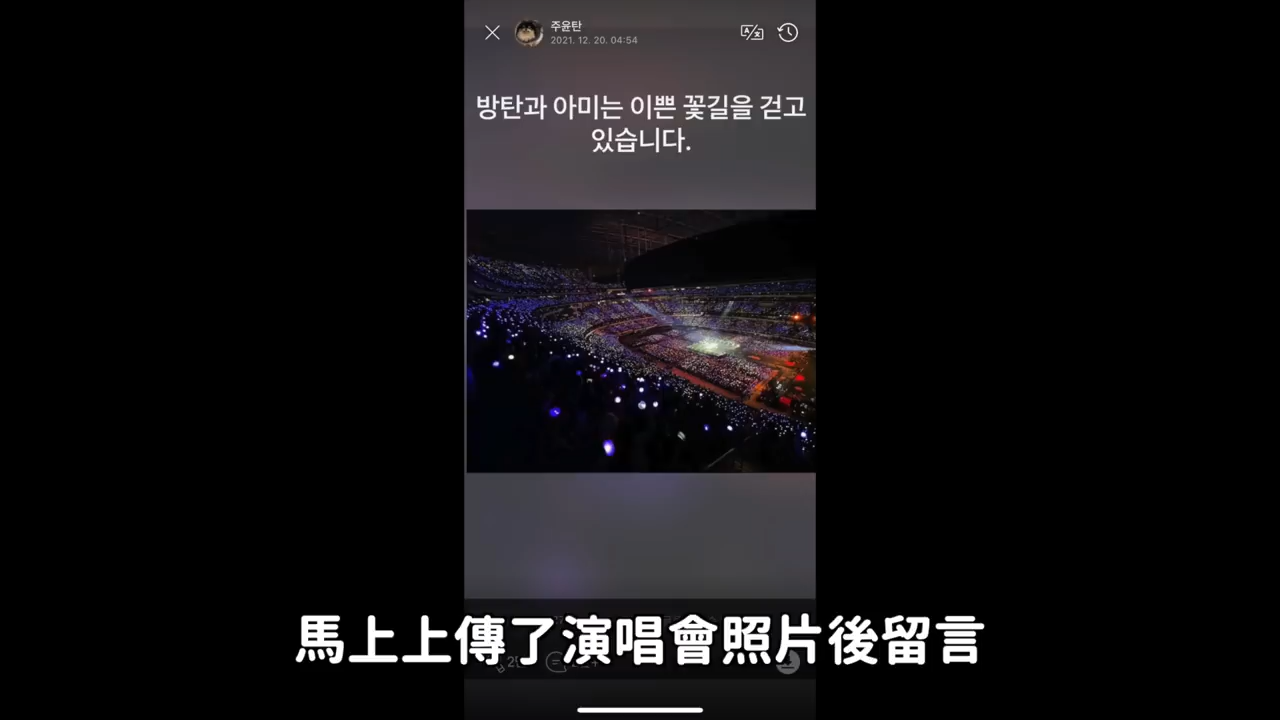 주윤탄
2021. 12. 20. 04:54
방탄과 아미는 이쁜 꽃길을 걷고
있습니다.
馬上上傳了演唱會照片後留言